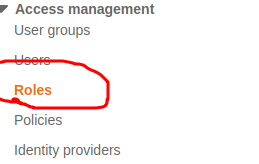 Access management
User groups
Users
Roles
Policies
Identity providers